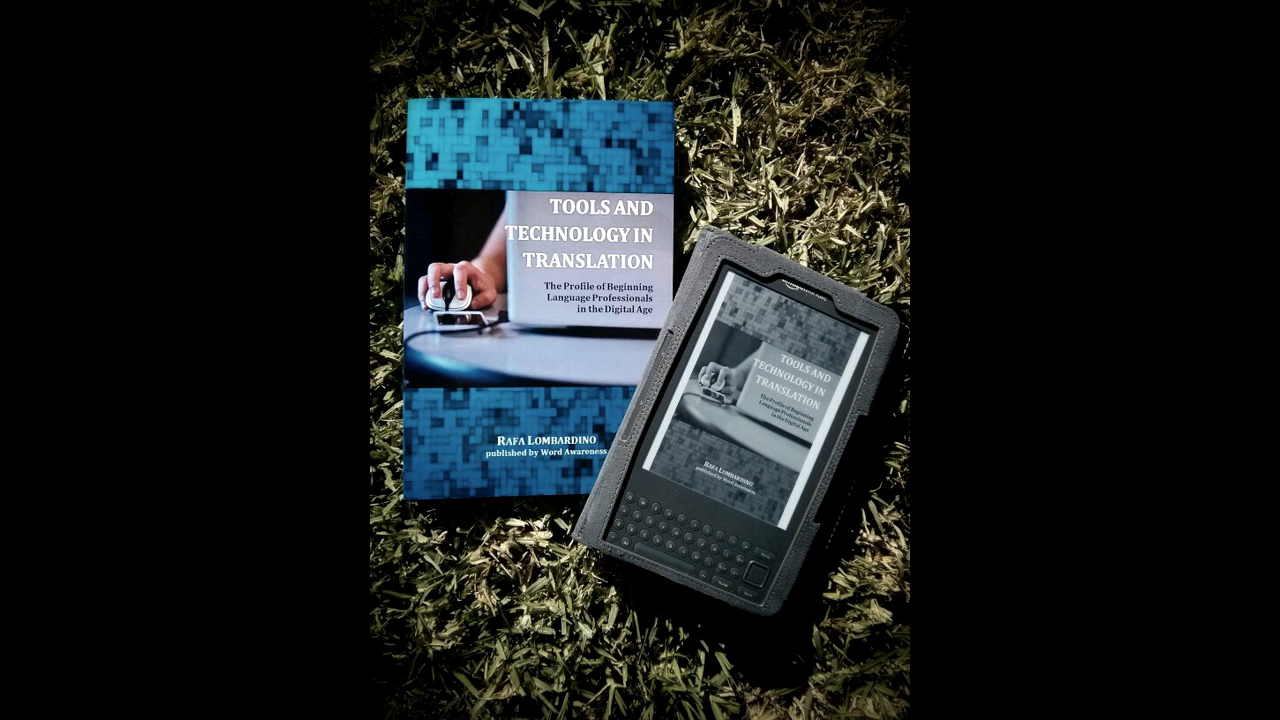 TOOLS AND
TECHNOLOGY IN
TRANSLATION
The Profile of Beginning
Language Professionals
in the Digital Age
RAFA LOMBARDINO
published by Word Awareness
TOOLS AND
TECHNOLOGY IN
TRANSLATION
The Profile of Beginning
Language Professionals
in the Digital Age
RAFA LOMBARDINO
published by Word Awareness